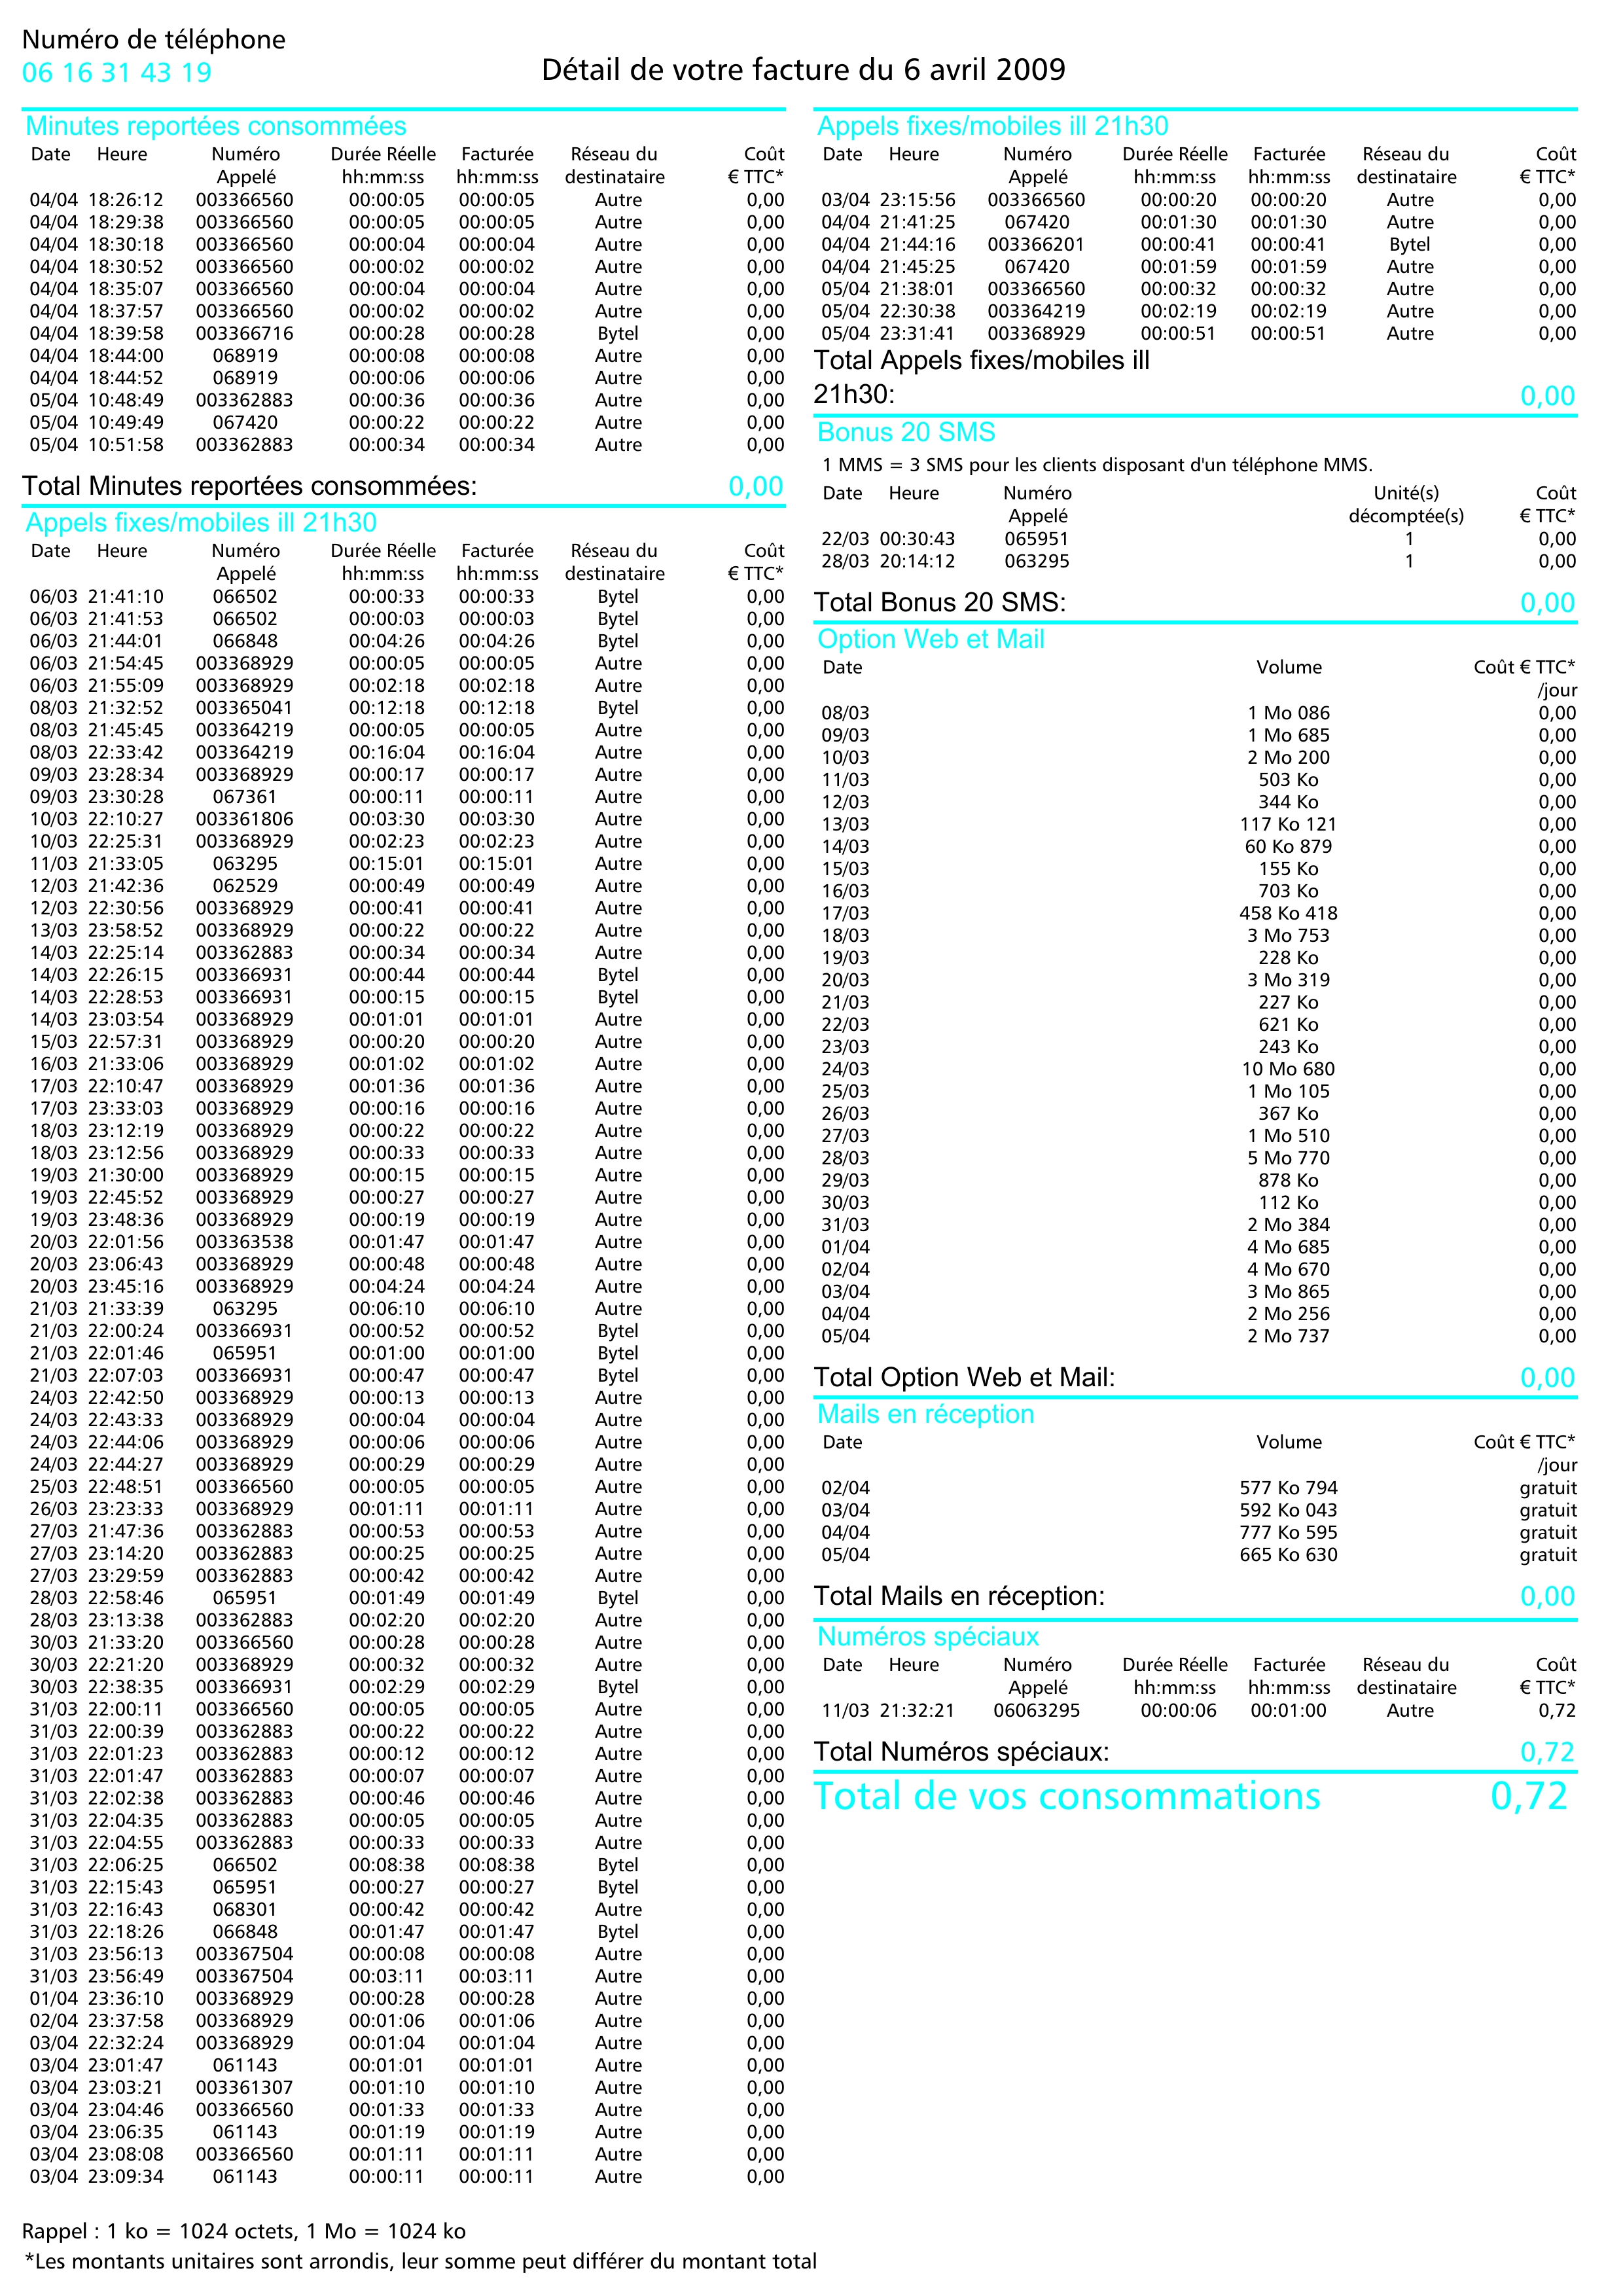 Numéro de téléphone
06 16 31 43 19
Détail de votre facture du 6 avril 2009
Minutes reportées consommées
Date Heure Numéro Durée Réelle Facturée Réseau du Coût
Appelé hh:mm:ss hh:mm:ss destinataire € TTC*
04/04 18:26:12 003366560 00:00:05 00:00:05 Autre 0,00
04/04 18:29:38 003366560 00:00:05 00:00:05 Autre 0,00
04/04 18:30:18 003366560 00:00:04 00:00:04 Autre 0,00
04/04 18:30:52 003366560 00:00:02 00:00:02 Autre 0,00
04/04 18:35:07 003366560 00:00:04 00:00:04 Autre 0,00
04/04 18:37:57 003366560 00:00:02 00:00:02 Autre 0,00
04/04 18:39:58 003366716 00:00:28 00:00:28 Bytel 0,00
04/04 18:44:00 068919 00:00:08 00:00:08 Autre 0,00
04/04 18:44:52 068919 00:00:06 00:00:06 Autre 0,00
05/04 10:48:49 003362883 00:00:36 00:00:36 Autre 0,00
05/04 10:49:49 067420 00:00:22 00:00:22 Autre 0,00
05/04 10:51:58 003362883 00:00:34 00:00:34 Autre 0,00
Total Minutes reportées consommées: 0,00
Appels fixes/mobiles ill 21h30
Date Heure Numéro Durée Réelle Facturée Réseau du Coût
Appelé hh:mm:ss hh:mm:ss destinataire € TTC*
06/03 21:41:10 066502 00:00:33 00:00:33 Bytel 0,00
06/03 21:41:53 066502 00:00:03 00:00:03 Bytel 0,00
06/03 21:44:01 066848 00:04:26 00:04:26 Bytel 0,00
06/03 21:54:45 003368929 00:00:05 00:00:05 Autre 0,00
06/03 21:55:09 003368929 00:02:18 00:02:18 Autre 0,00
08/03 21:32:52 003365041 00:12:18 00:12:18 Bytel 0,00
08/03 21:45:45 003364219 00:00:05 00:00:05 Autre 0,00
08/03 22:33:42 003364219 00:16:04 00:16:04 Autre 0,00
09/03 23:28:34 003368929 00:00:17 00:00:17 Autre 0,00
09/03 23:30:28 067361 00:00:11 00:00:11 Autre 0,00
10/03 22:10:27 003361806 00:03:30 00:03:30 Autre 0,00
10/03 22:25:31 003368929 00:02:23 00:02:23 Autre 0,00
11/03 21:33:05 063295 00:15:01 00:15:01 Autre 0,00
12/03 21:42:36 062529 00:00:49 00:00:49 Autre 0,00
12/03 22:30:56 003368929 00:00:41 00:00:41 Autre 0,00
13/03 23:58:52 003368929 00:00:22 00:00:22 Autre 0,00
14/03 22:25:14 003362883 00:00:34 00:00:34 Autre 0,00
14/03 22:26:15 003366931 00:00:44 00:00:44 Bytel 0,00
14/03 22:28:53 003366931 00:00:15 00:00:15 Bytel 0,00
14/03 23:03:54 003368929 00:01:01 00:01:01 Autre 0,00
15/03 22:57:31 003368929 00:00:20 00:00:20 Autre 0,00
16/03 21:33:06 003368929 00:01:02 00:01:02 Autre 0,00
17/03 22:10:47 003368929 00:01:36 00:01:36 Autre 0,00
17/03 23:33:03 003368929 00:00:16 00:00:16 Autre 0,00
18/03 23:12:19 003368929 00:00:22 00:00:22 Autre 0,00
18/03 23:12:56 003368929 00:00:33 00:00:33 Autre 0,00
19/03 21:30:00 003368929 00:00:15 00:00:15 Autre 0,00
19/03 22:45:52 003368929 00:00:27 00:00:27 Autre 0,00
19/03 23:48:36 003368929 00:00:19 00:00:19 Autre 0,00
20/03 22:01:56 003363538 00:01:47 00:01:47 Autre 0,00
20/03 23:06:43 003368929 00:00:48 00:00:48 Autre 0,00
20/03 23:45:16 003368929 00:04:24 00:04:24 Autre 0,00
21/03 21:33:39 063295 00:06:10 00:06:10 Autre 0,00
21/03 22:00:24 003366931 00:00:52 00:00:52 Bytel 0,00
21/03 22:01:46 065951 00:01:00 00:01:00 Bytel 0,00
21/03 22:07:03 003366931 00:00:47 00:00:47 Bytel 0,00
24/03 22:42:50 003368929 00:00:13 00:00:13 Autre 0,00
24/03 22:43:33 003368929 00:00:04 00:00:04 Autre 0,00
24/03 22:44:06 003368929 00:00:06 00:00:06 Autre 0,00
24/03 22:44:27 003368929 00:00:29 00:00:29 Autre 0,00
25/03 22:48:51 003366560 00:00:05 00:00:05 Autre 0,00
26/03 23:23:33 003368929 00:01:11 00:01:11 Autre 0,00
27/03 21:47:36 003362883 00:00:53 00:00:53 Autre 0,00
27/03 23:14:20 003362883 00:00:25 00:00:25 Autre 0,00
27/03 23:29:59 003362883 00:00:42 00:00:42 Autre 0,00
28/03 22:58:46 065951 00:01:49 00:01:49 Bytel 0,00
28/03 23:13:38 003362883 00:02:20 00:02:20 Autre 0,00
30/03 21:33:20 003366560 00:00:28 00:00:28 Autre 0,00
30/03 22:21:20 003368929 00:00:32 00:00:32 Autre 0,00
30/03 22:38:35 003366931 00:02:29 00:02:29 Bytel 0,00
31/03 22:00:11 003366560 00:00:05 00:00:05 Autre 0,00
31/03 22:00:39 003362883 00:00:22 00:00:22 Autre 0,00
31/03 22:01:23 003362883 00:00:12 00:00:12 Autre 0,00
31/03 22:01:47 003362883 00:00:07 00:00:07 Autre 0,00
31/03 22:02:38 003362883 00:00:46 00:00:46 Autre 0,00
31/03 22:04:35 003362883 00:00:05 00:00:05 Autre 0,00
31/03 22:04:55 003362883 00:00:33 00:00:33 Autre 0,00
31/03 22:06:25 066502 00:08:38 00:08:38 Bytel 0,00
31/03 22:15:43 065951 00:00:27 00:00:27 Bytel 0,00
31/03 22:16:43 068301 00:00:42 00:00:42 Autre 0,00
31/03 22:18:26 066848 00:01:47 00:01:47 Bytel 0,00
31/03 23:56:13 003367504 00:00:08 00:00:08 Autre 0,00
31/03 23:56:49 003367504 00:03:11 00:03:11 Autre 0,00
01/04 23:36:10 003368929 00:00:28 00:00:28 Autre 0,00
02/04 23:37:58 003368929 00:01:06 00:01:06 Autre 0,00
03/04 22:32:24 003368929 00:01:04 00:01:04 Autre 0,00
03/04 23:01:47 061143 00:01:01 00:01:01 Autre 0,00
03/04 23:03:21 003361307 00:01:10 00:01:10 Autre 0,00
03/04 23:04:46 003366560 00:01:33 00:01:33 Autre 0,00
03/04 23:06:35 061143 00:01:19 00:01:19 Autre 0,00
03/04 23:08:08 003366560 00:01:11 00:01:11 Autre 0,00
03/04 23:09:34 061143 00:00:11 00:00:11 Autre 0,00
Appels fixes/mobiles ill 21h30
Date Heure Numéro Durée Réelle Facturée Réseau du Coût
Appelé hh:mm:ss hh:mm:ss destinataire € TTC*
03/04 23:15:56 003366560 00:00:20 00:00:20 Autre 0,00
04/04 21:41:25 067420 00:01:30 00:01:30 Autre 0,00
04/04 21:44:16 003366201 00:00:41 00:00:41 Bytel 0,00
04/04 21:45:25 067420 00:01:59 00:01:59 Autre 0,00
05/04 21:38:01 003366560 00:00:32 00:00:32 Autre 0,00
05/04 22:30:38 003364219 00:02:19 00:02:19 Autre 0,00
05/04 23:31:41 003368929 00:00:51 00:00:51 Autre 0,00
Total Appels fixes/mobiles ill
21h30: 0,00
Bonus 20 SMS
1 MMS = 3 SMS pour les clients disposant d'un téléphone MMS.
Date Heure Numéro Unité(s) Coût
Appelé décomptée(s) € TTC*
22/03 00:30:43 065951 1 0,00
28/03 20:14:12 063295 1 0,00
Total Bonus 20 SMS: 0,00
Option Web et Mail
Date Volume Coût € TTC*
/jour
08/03 1 Mo 086 0,00
09/03 1 Mo 685 0,00
10/03 2 Mo 200 0,00
11/03 503 Ko 0,00
12/03 344 Ko 0,00
13/03 117 Ko 121 0,00
14/03 60 Ko 879 0,00
15/03 155 Ko 0,00
16/03 703 Ko 0,00
17/03 458 Ko 418 0,00
18/03 3 Mo 753 0,00
19/03 228 Ko 0,00
20/03 3 Mo 319 0,00
21/03 227 Ko 0,00
22/03 621 Ko 0,00
23/03 243 Ko 0,00
24/03 10 Mo 680 0,00
25/03 1 Mo 105 0,00
26/03 367 Ko 0,00
27/03 1 Mo 510 0,00
28/03 5 Mo 770 0,00
29/03 878 Ko 0,00
30/03 112 Ko 0,00
31/03 2 Mo 384 0,00
01/04 4 Mo 685 0,00
02/04 4 Mo 670 0,00
03/04 3 Mo 865 0,00
04/04 2 Mo 256 0,00
05/04 2 Mo 737 0,00
Total Option Web et Mail: 0,00
Mails en réception
Date Volume Coût € TTC*
/jour
02/04 577 Ko 794 gratuit
03/04 592 Ko 043 gratuit
04/04 777 Ko 595 gratuit
05/04 665 Ko 630 gratuit
Total Mails en réception: 0,00
Numéros spéciaux
Date Heure Numéro Durée Réelle Facturée Réseau du Coût
Appelé hh:mm:ss hh:mm:ss destinataire € TTC*
11/03 21:32:21 06063295 00:00:06 00:01:00 Autre 0,72
Total Numéros spéciaux: 0,72
Total de vos consommations 0,72
Rappel : 1 ko = 1024 octets, 1 Mo = 1024 ko
*Les montants unitaires sont arrondis, leur somme peut différer du montant total